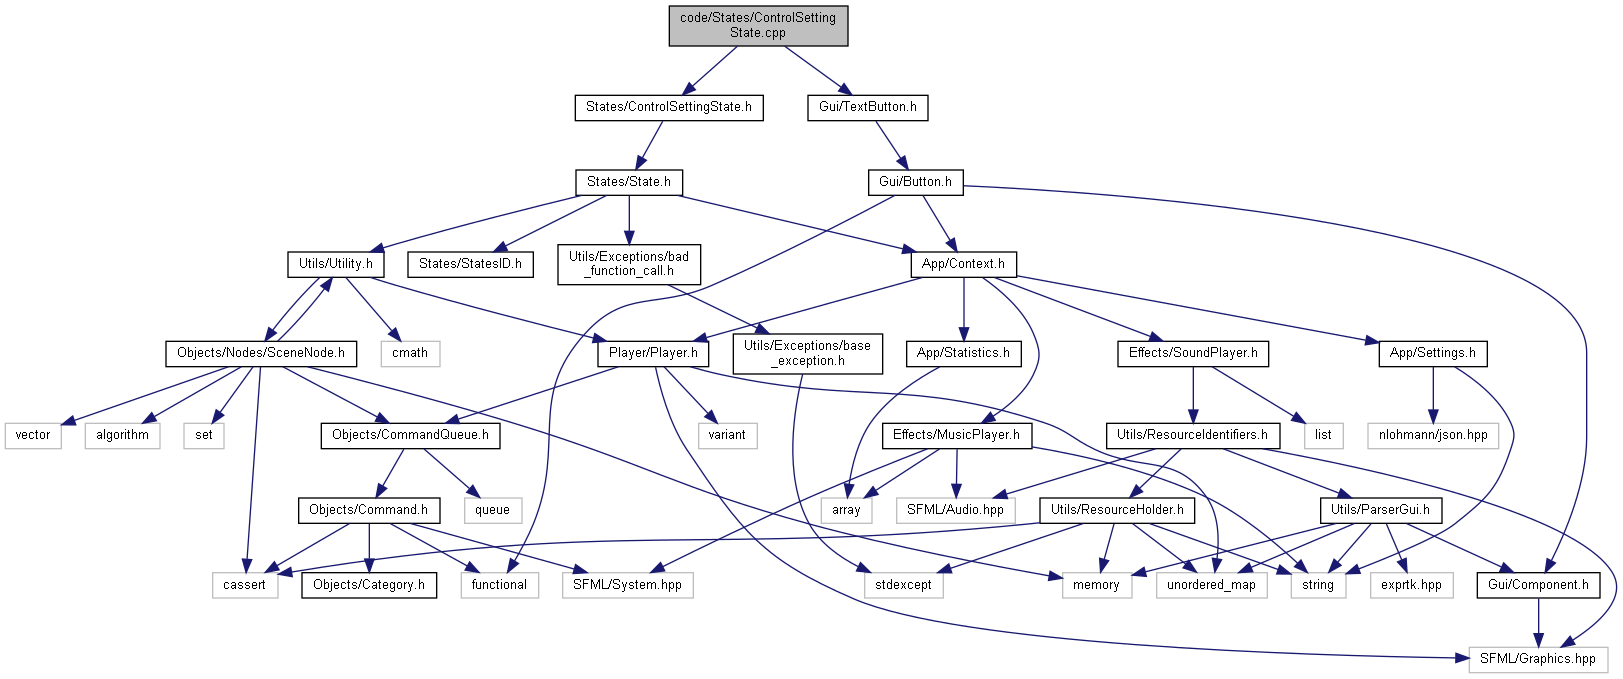 code/States/ControlSetting
State.cpp
States/ControlSettingState.h
Gui/TextButton.h
States/State.h
Gui/Button.h
Utils/Utility.h
States/StatesID.h
Utils/Exceptions/bad
_function_call.h
App/Context.h
Objects/Nodes/SceneNode.h
cmath
Player/Player.h
Utils/Exceptions/base
_exception.h
App/Statistics.h
Effects/SoundPlayer.h
App/Settings.h
vector
algorithm
set
Objects/CommandQueue.h
variant
Effects/MusicPlayer.h
Utils/ResourceIdentifiers.h
list
nlohmann/json.hpp
Objects/Command.h
queue
array
SFML/Audio.hpp
Utils/ResourceHolder.h
Utils/ParserGui.h
cassert
Objects/Category.h
functional
SFML/System.hpp
stdexcept
memory
unordered_map
string
exprtk.hpp
Gui/Component.h
SFML/Graphics.hpp